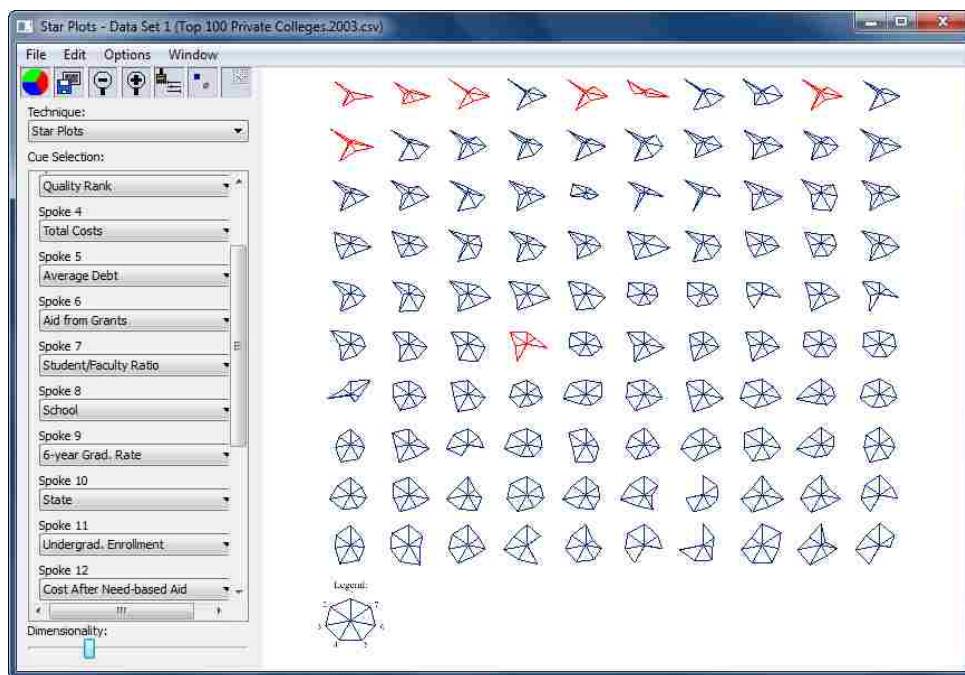 Star Plots - Data Set 1 (Top 100 Private Colleges.2003.csv)
File Edit Options Window
Technique:
Star Plots
Cue Selection:
Quality Rank
Spoke 4
Total Costs
Spoke 5
Average Debt
Spoke 6
Aid from Grants
Spoke 7
Student/Faculty Ratio
Spoke 8
School
Spoke 9
6-year Grad. Rate
Spoke 10
State
Spoke 11
Undergrad. Enrollment
Spoke 12
Cost After Need-based Aid
Dimensionality:
Legend: